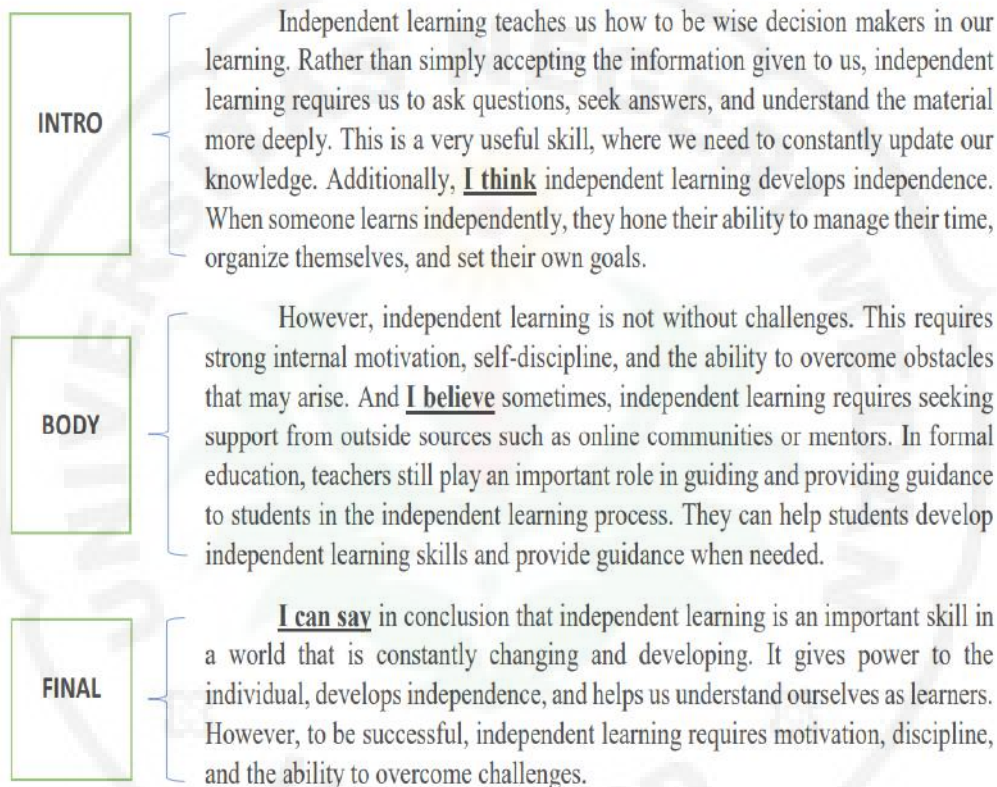 INTRO
Independent learning teaches us how to be wise decision makers in our
learning. Rather than simply accepting the information given to us, independent
learning requires us to ask questions, seek answers, and understand the material
more deeply. This is a very useful skill, where we need to constantly update our
knowledge. Additionally, I think independent learning develops independence.
When someone learns independently, they hone their ability to manage their time,
organize themselves, and set their own goals.
BODY
However, independent learning is not without challenges. This requires
strong internal motivation, self-discipline, and the ability to overcome obstacles
that may arise. And I believe sometimes, independent learning requires seeking
support from outside sources such as online communities or mentors. In formal
education, teachers still play an important role in guiding and providing guidance
to students in the independent learning process. They can help students develop
independent learning skills and provide guidance when needed.
FINAL
I can say in conclusion that independent learning is an important skill in
a world that is constantly changing and developing. It gives power to the
individual, develops independence, and helps us understand ourselves as learners.
However, to be successful, independent learning requires motivation, discipline,
and the ability to overcome challenges.